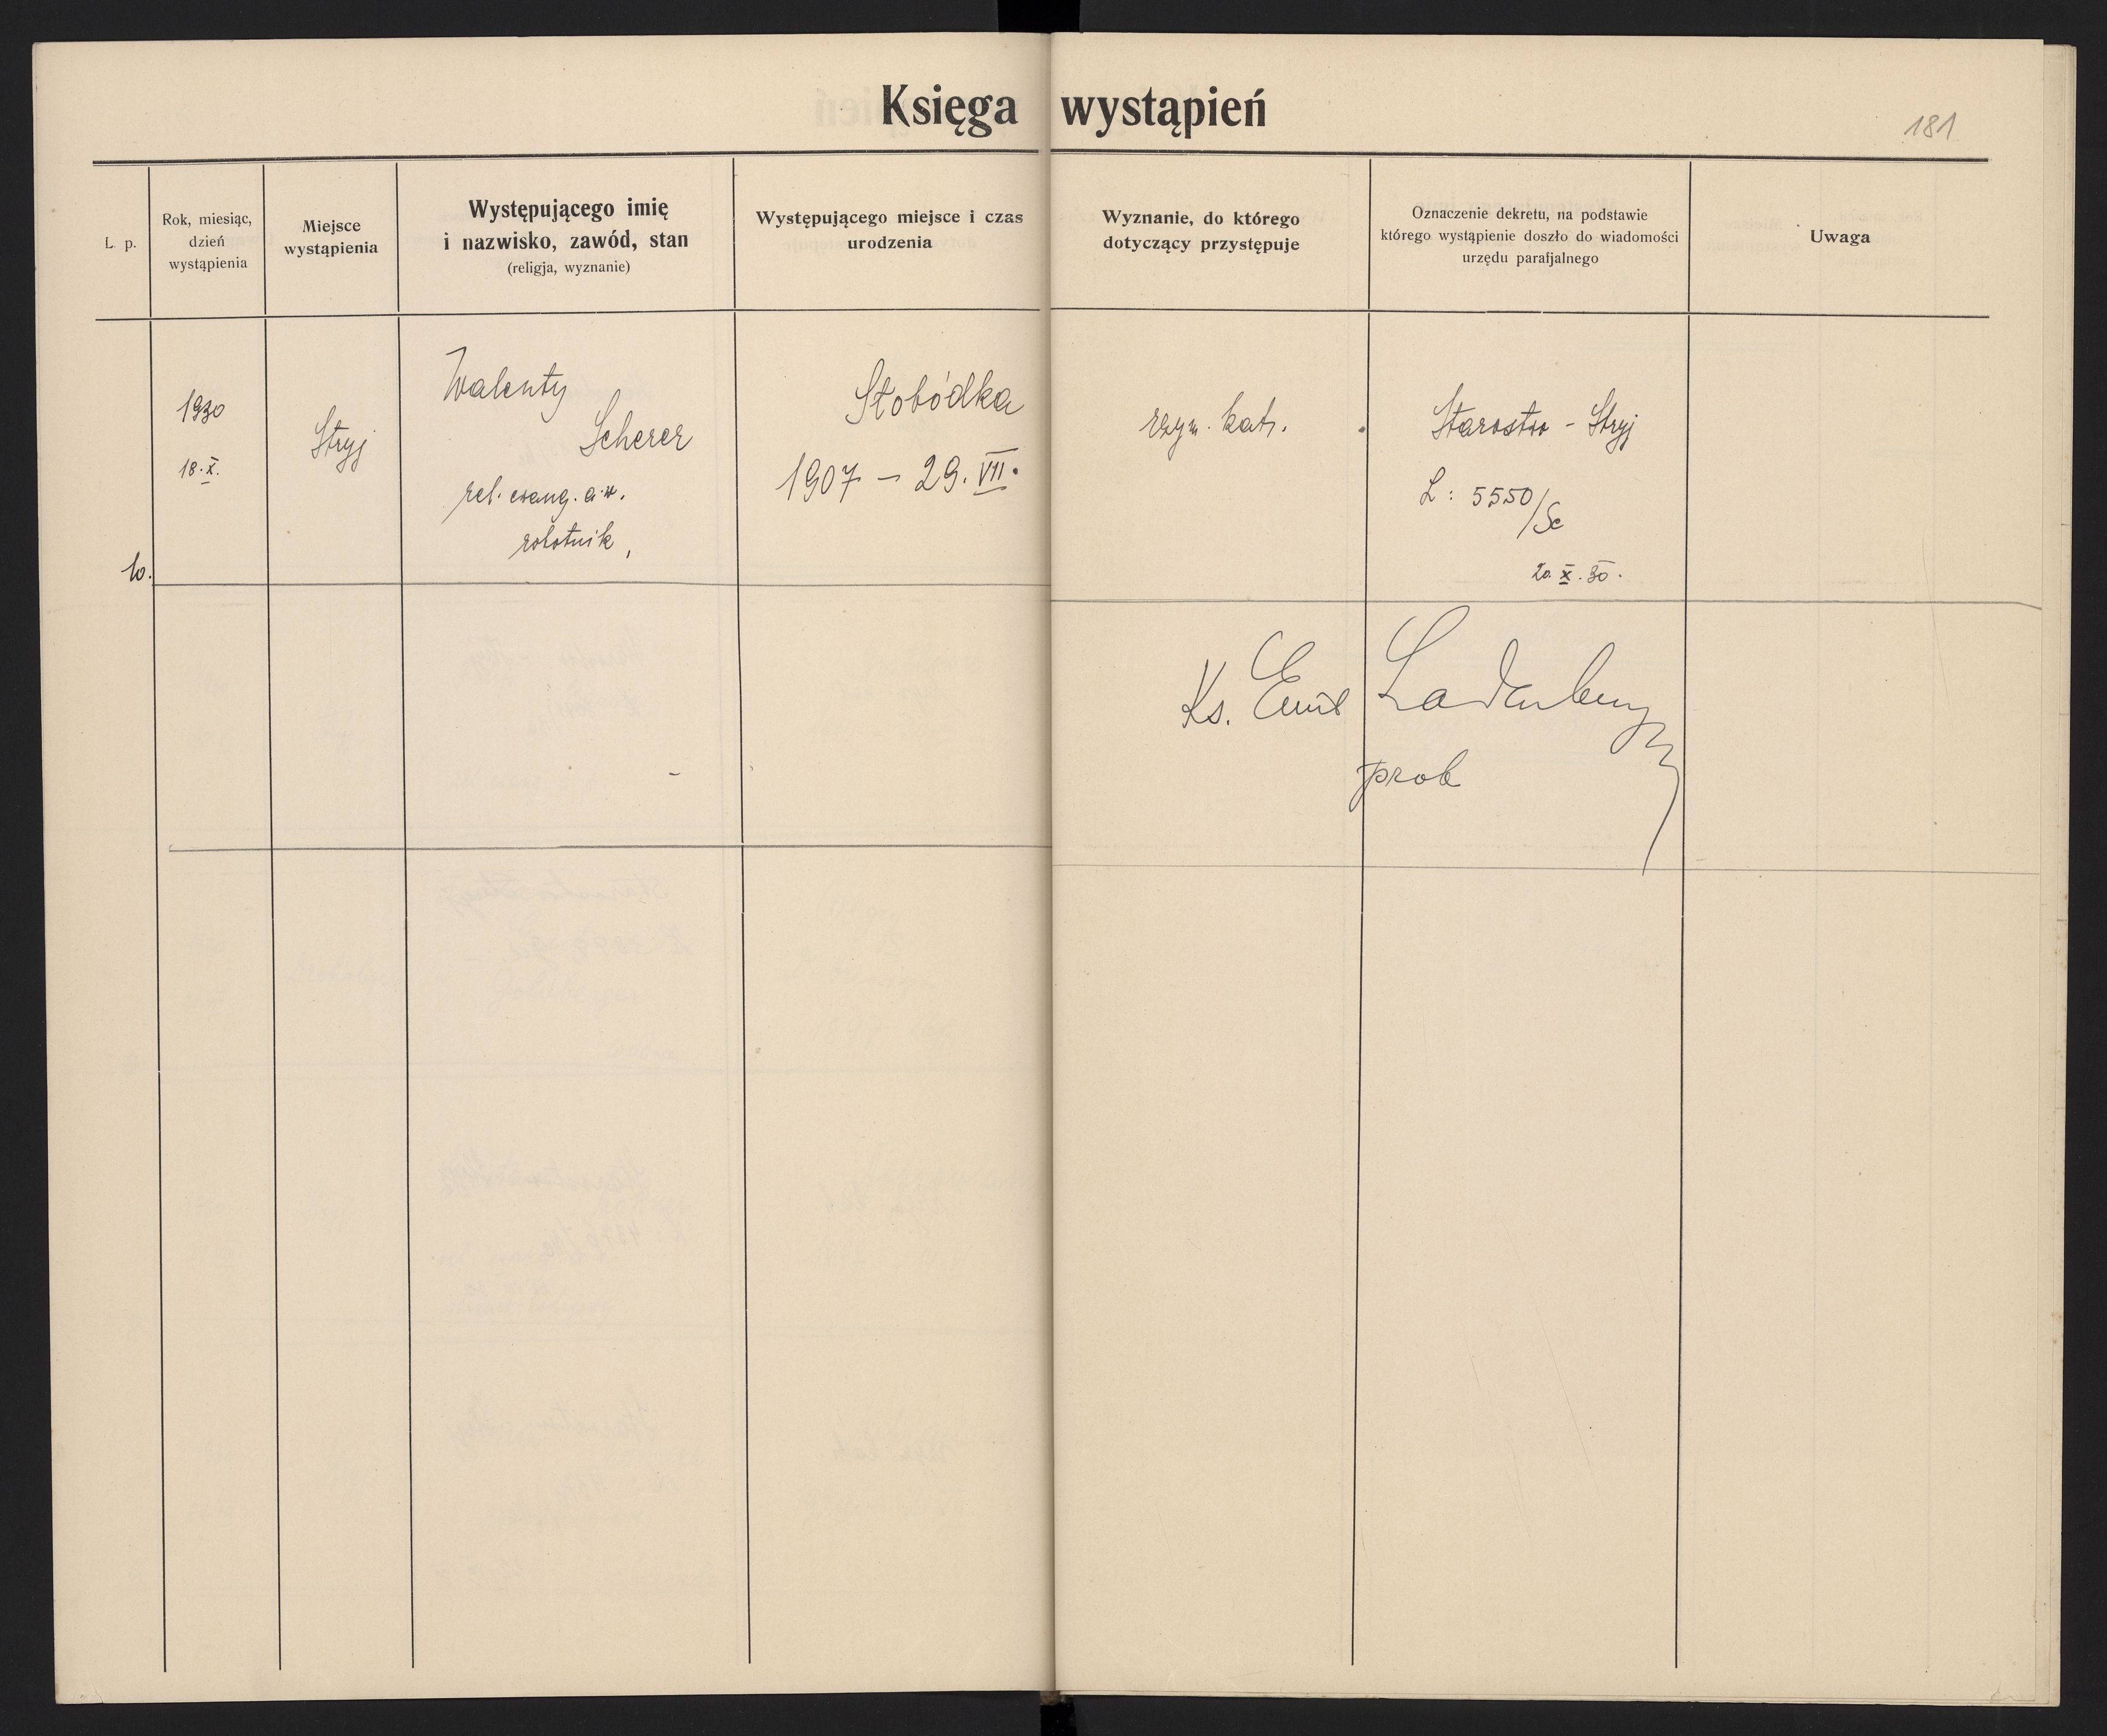 Księga wystąpień
181
L. p.
Rok, miesiąc,
dzień
wystąpienia
Miejsce
wystąpienia
Występującego imię
i nazwisko, zawód, stan
(religja, wyznanie)
Występującego miejsce i czas
urodzenia
Wyznanie, do którego
dotyczący przystępuje
Oznaczenie dekretu, na podstawie
którego wystąpienie doszło do wiadomości
urzędu parafjalnego
Uwaga
10.
1930
18.X.
Stryj
Walenty
Scherer
rel. ewang. a.w.
robotnik,
Słobódka
1907 – 29. VII.
rzym. kat.
Starostwo - Stryj
L: 5550/Sc
20.X.30.
Ks. Emil Ladenberg
prob